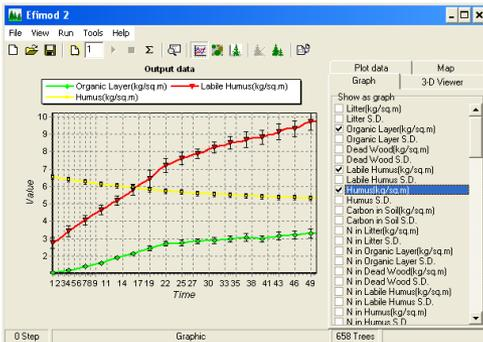 Efimod 2
File View Run Tools Help
1
Σ
Output data
Organic Layer(kg/sq.m) Labile Humus(kg/sq.m)
Humus(kg/sq.m)
10
9
8
7
6
5
4
3
2
Value
1 2 3 4 5 6 7 8 9 11 14 17 19 22 25 27 30 33 35 38 41 43 46 49
Time
Plot data Map
Graph 3-D Viewer
Show as graph
Litter(kg/sq.m)
Litter S.D.
Organic Layer(kg/sq.m)
Organic Layer S.D.
Dead Wood(kg/sq.m)
Dead Wood S.D.
Labile Humus(kg/sq.m)
Labile Humus S.D.
Humus(kg/sq.m)
Humus S.D.
Carbon in Soil(kg/sq.m)
Carbon in Soil S.D.
N in Litter(kg/sq.m)
N in Litter S.D.
N in Organic Layer(kg/sq.m)
N in Organic Layer S.D.
N in Dead Wood(kg/sq.m)
N in Dead Wood S.D.
N in Labile Humus(kg/sq.m)
N in Labile Humus S.D.
N in Humus(kg/sq.m)
N in Humus S.D.
0 Step Graphic 658 Trees